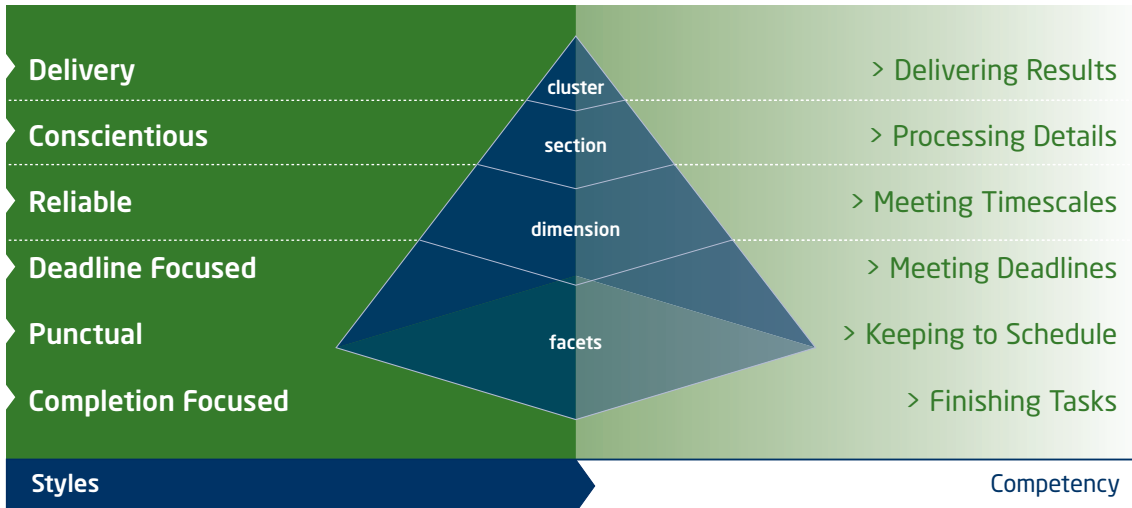 Delivery
cluster
> Delivering Results
Conscientious
section
> Processing Details
Reliable
dimension
> Meeting Timescales
Deadline Focused
> Meeting Deadlines
Punctual
facets
> Keeping to Schedule
Completion Focused
> Finishing Tasks
Styles
Competency